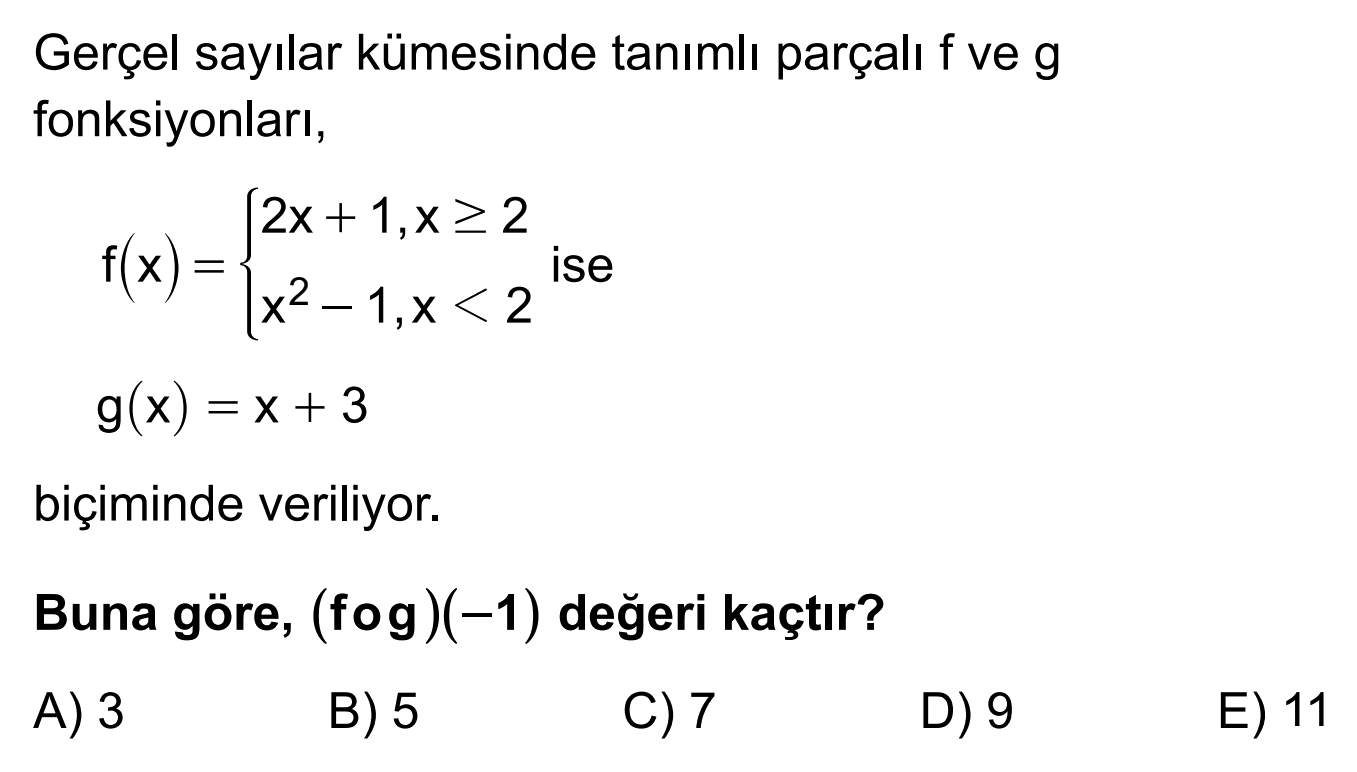 Gerçel sayılar kümesinde tanımlı parçalı f ve g
fonksiyonları,
f(x) = { 2x + 1, x ≥ 2
x² – 1, x < 2 ise
g(x) = x + 3
biçiminde veriliyor.
Buna göre, (fog)(–1) değeri kaçtır?
A) 3 B) 5 C) 7 D) 9 E) 11